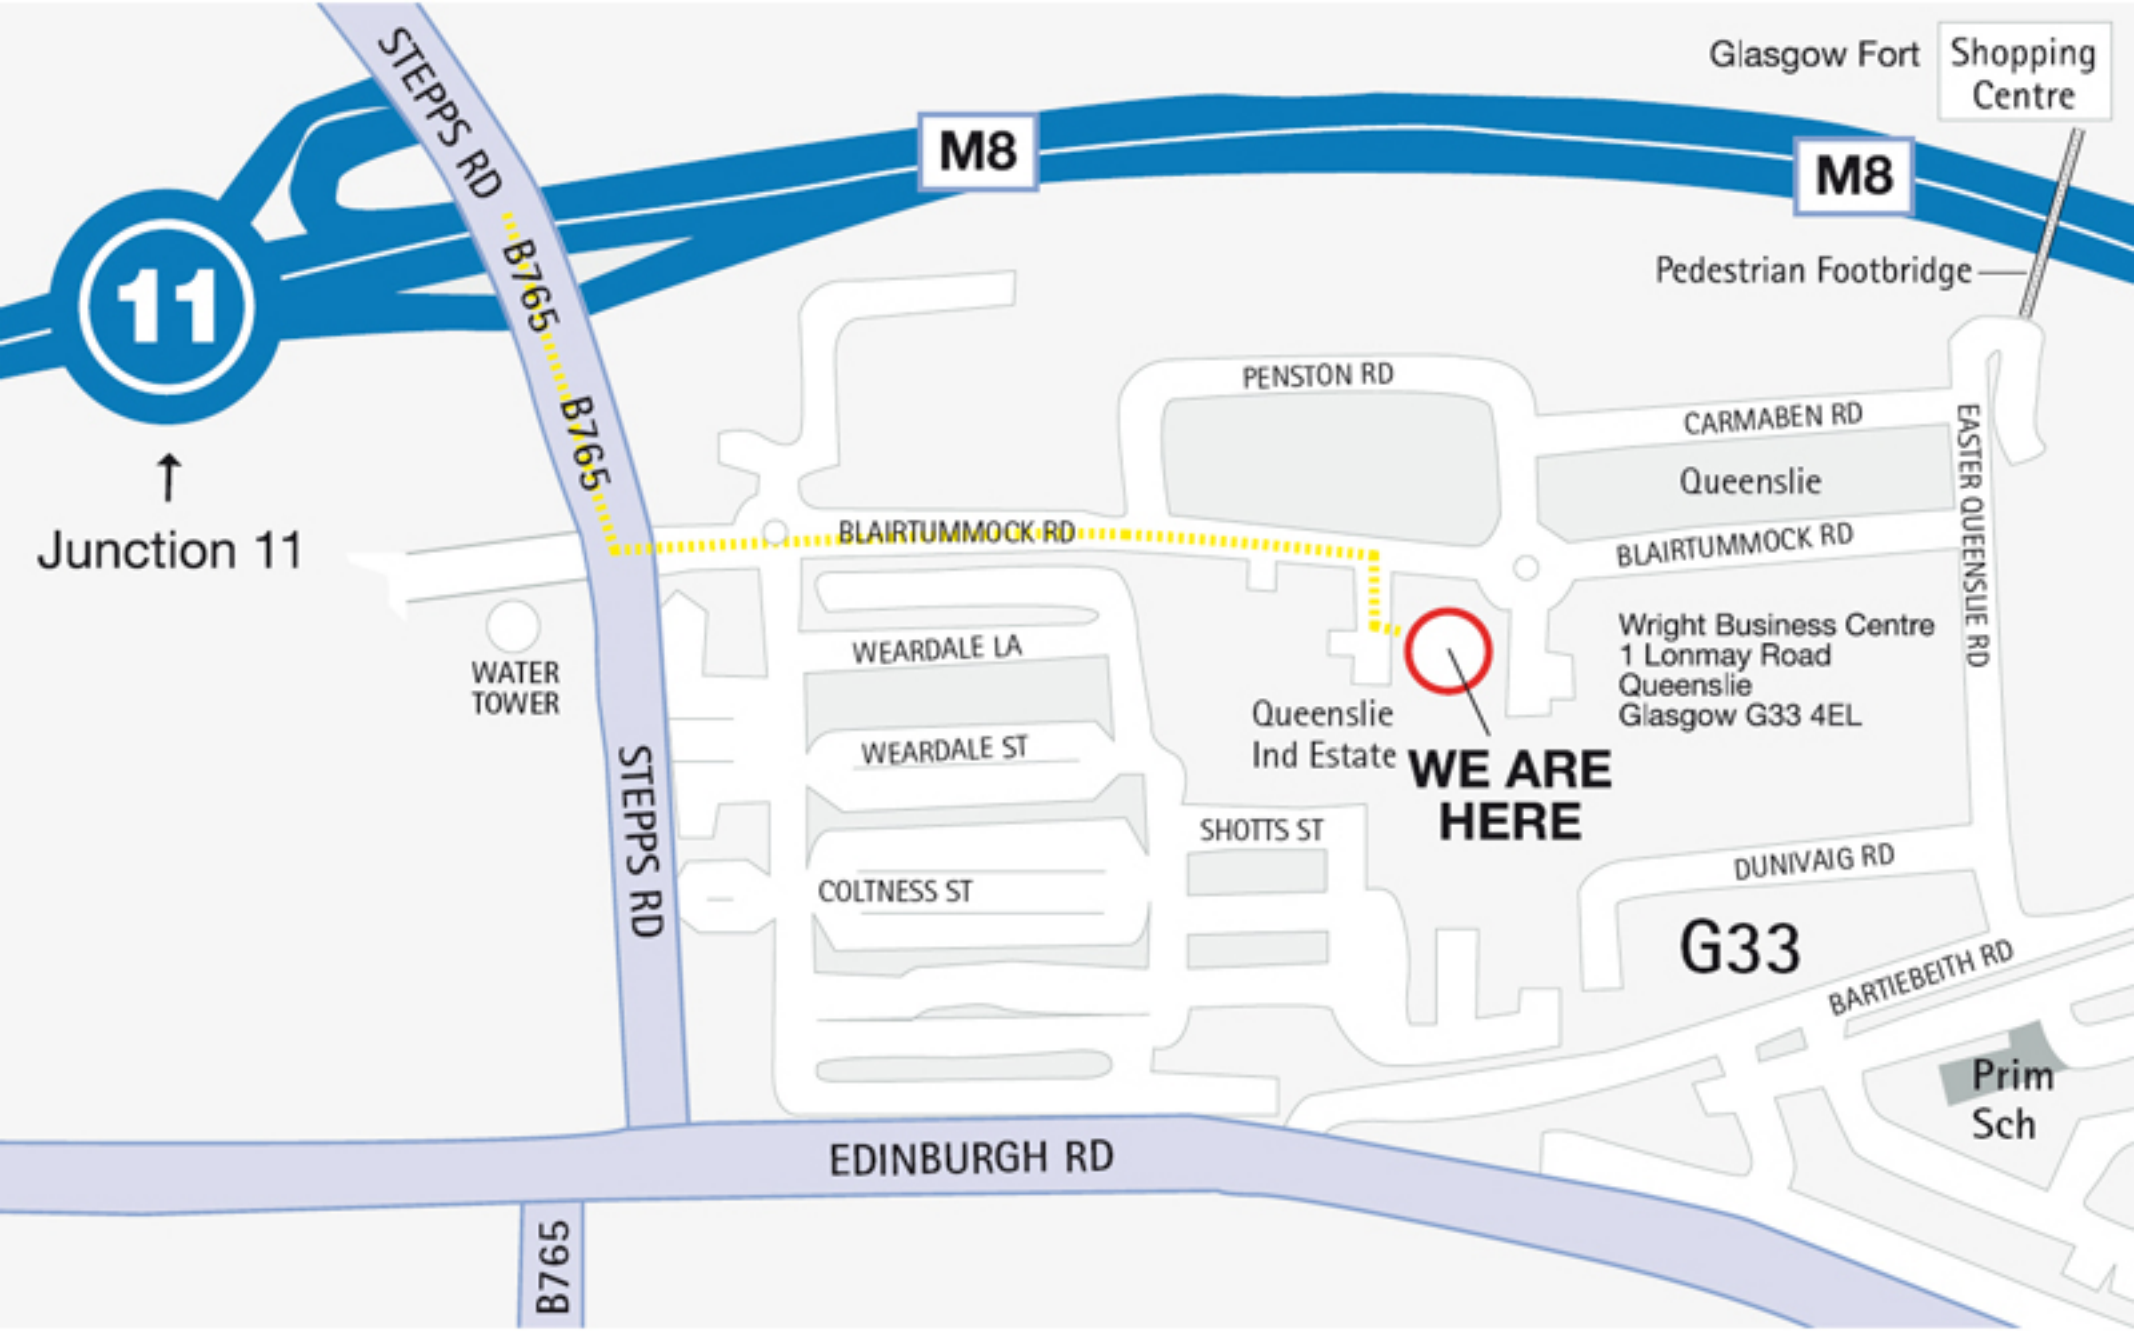 STEPPS RD
Glasgow Fort
Shopping
Centre
M8
M8
B765
11
Pedestrian Footbridge
PENSTON RD
B765
CARMABEN RD
EASTER QUEENSLIE RD
Queenslie
Junction 11
BLAIRTUMMOCK RD
BLAIRTUMMOCK RD
WATER
TOWER
WEARDALE LA
Wright Business Centre
1 Lonmay Road
Queenslie
Glasgow G33 4EL
Queenslie
Ind Estate
WE ARE
HERE
WEARDALE ST
STEPPS RD
SHOTTS ST
DUNIVAIG RD
COLTNESS ST
G33
BARTIEBEITH RD
Prim
Sch
EDINBURGH RD
B765